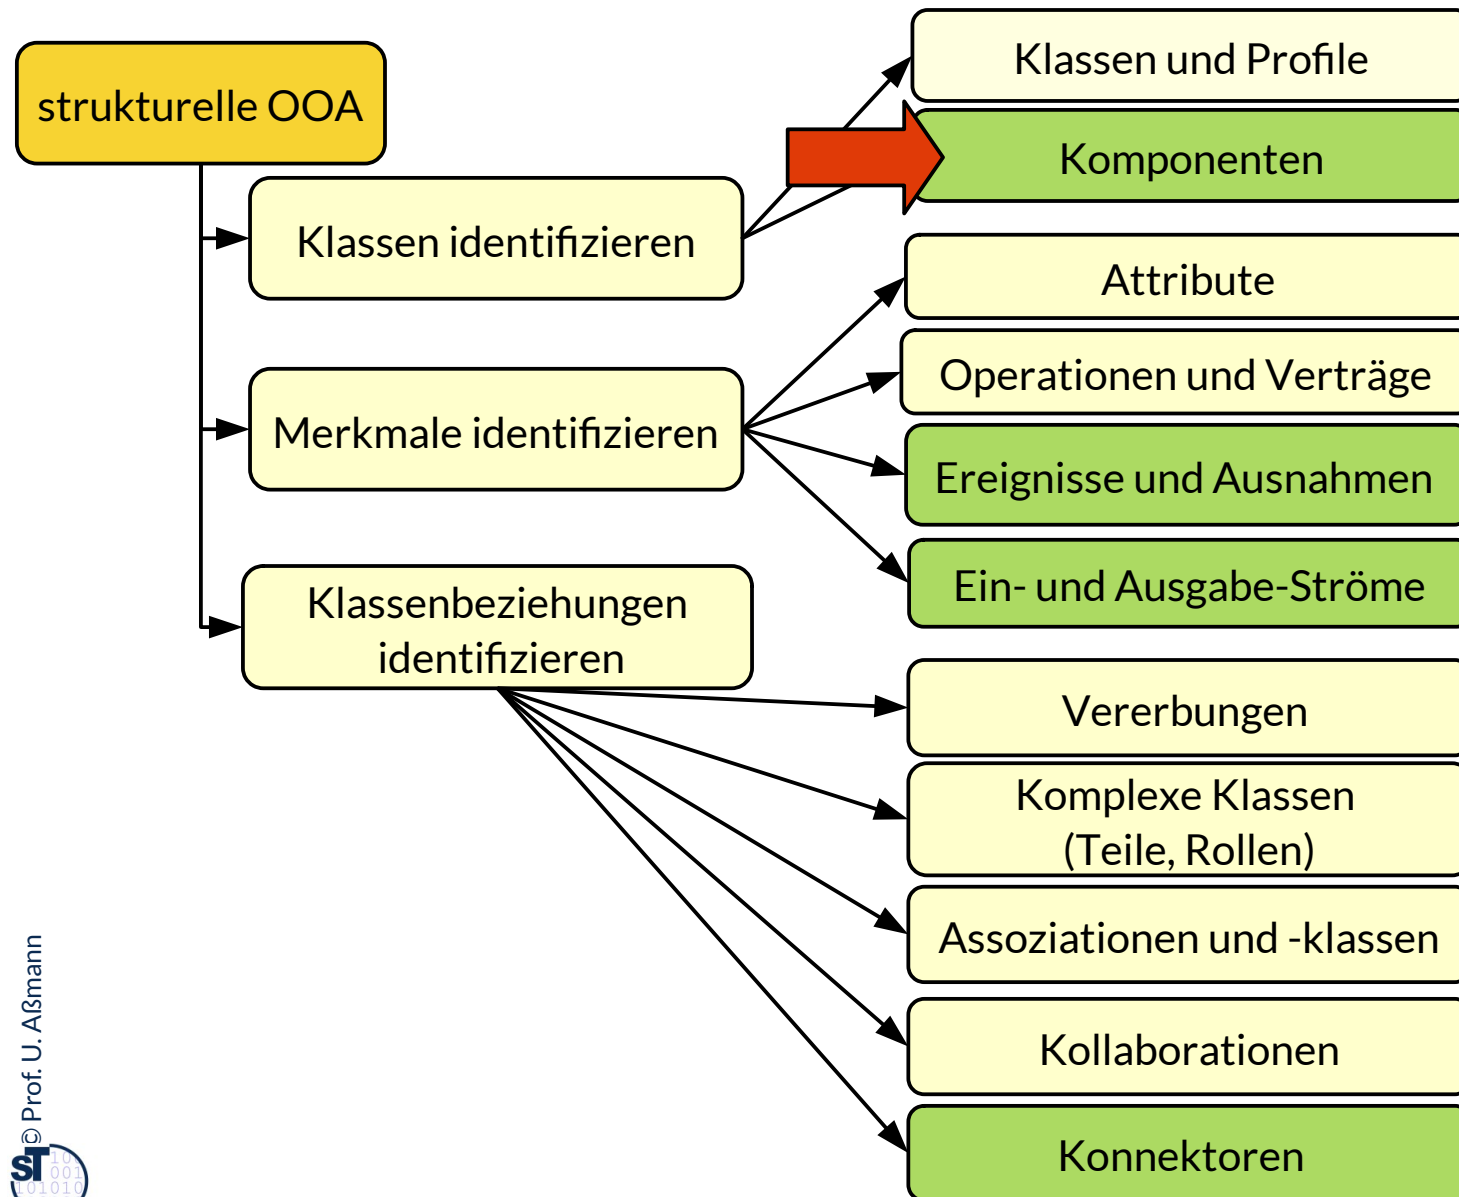 strukturelle OOA
Klassen identifizieren
Klassen und Profile
Komponenten
Merkmale identifizieren
Attribute
Operationen und Verträge
Ereignisse und Ausnahmen
Ein- und Ausgabe-Ströme
Klassenbeziehungen
identifizieren
Vererbungen
Komplexe Klassen
(Teile, Rollen)
Assoziationen und -klassen
Kollaborationen
Konnektoren
© Prof. U. Aßmann
ST